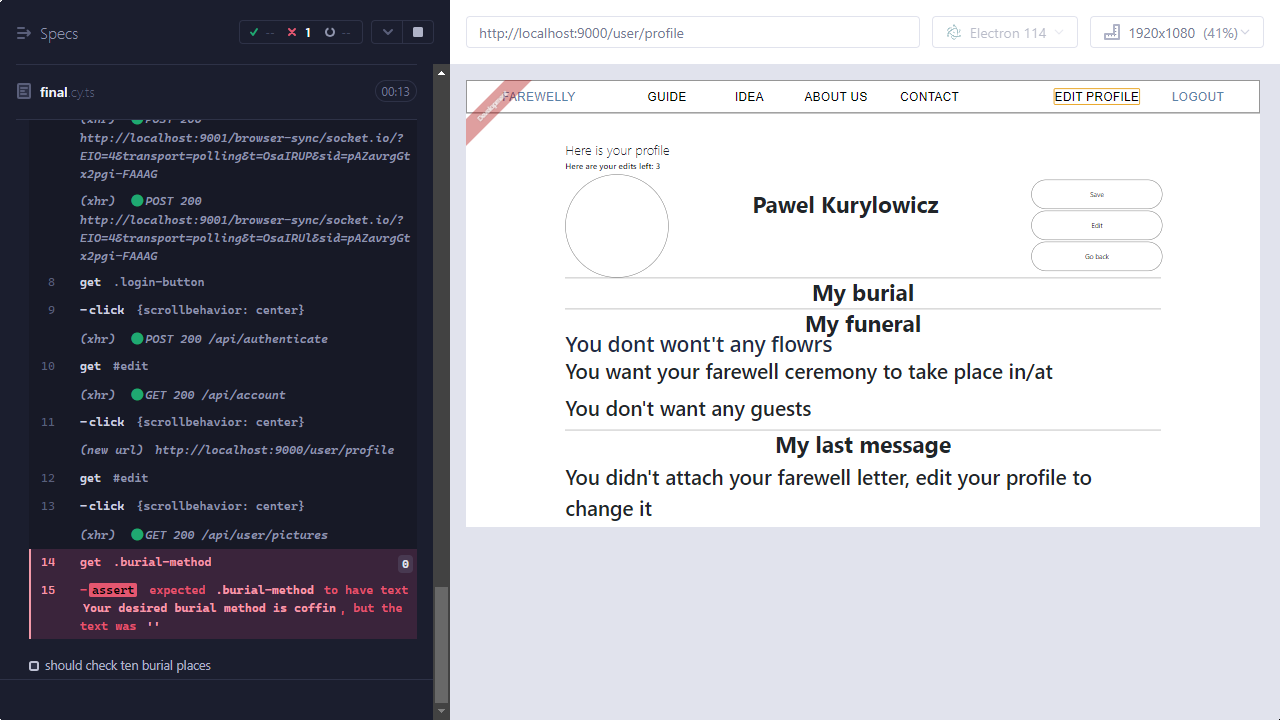 Specs
-- 1 --
final cy.ts
00:13
(xhr) POST 200
http://localhost:9001/browser-sync/socket.io/?
EIO=4&transport=polling&t=OsaIRUP&sid=pAZavrgGt
x2pgi-FAAAG
(xhr) POST 200
http://localhost:9001/browser-sync/socket.io/?
EIO=4&transport=polling&t=OsaIRUl&sid=pAZavrgGt
x2pgi-FAAAG
8 get .login-button
9 -click {scrollbehavior: center}
(xhr) POST 200 /api/authenticate
10 get #edit
(xhr) GET 200 /api/account
11 -click {scrollbehavior: center}
(new url) http://localhost:9000/user/profile
12 get #edit
13 -click {scrollbehavior: center}
(xhr) GET 200 /api/user/pictures
14 get .burial-method 0
15 -assert expected .burial-method to have text
Your desired burial method is coffin, but the
text was ''
should check ten burial places
http://localhost:9000/user/profile
Electron 114
1920x1080 (41%)
Development
FAREWELLY GUIDE IDEA ABOUT US CONTACT EDIT PROFILE LOGOUT
Here is your profile
Here are your edits left: 3
Pawel Kurylowicz
Save
Edit
Go back
My burial
My funeral
You dont wont't any flowrs
You want your farewell ceremony to take place in/at
You don't want any guests
My last message
You didn't attach your farewell letter, edit your profile to
change it